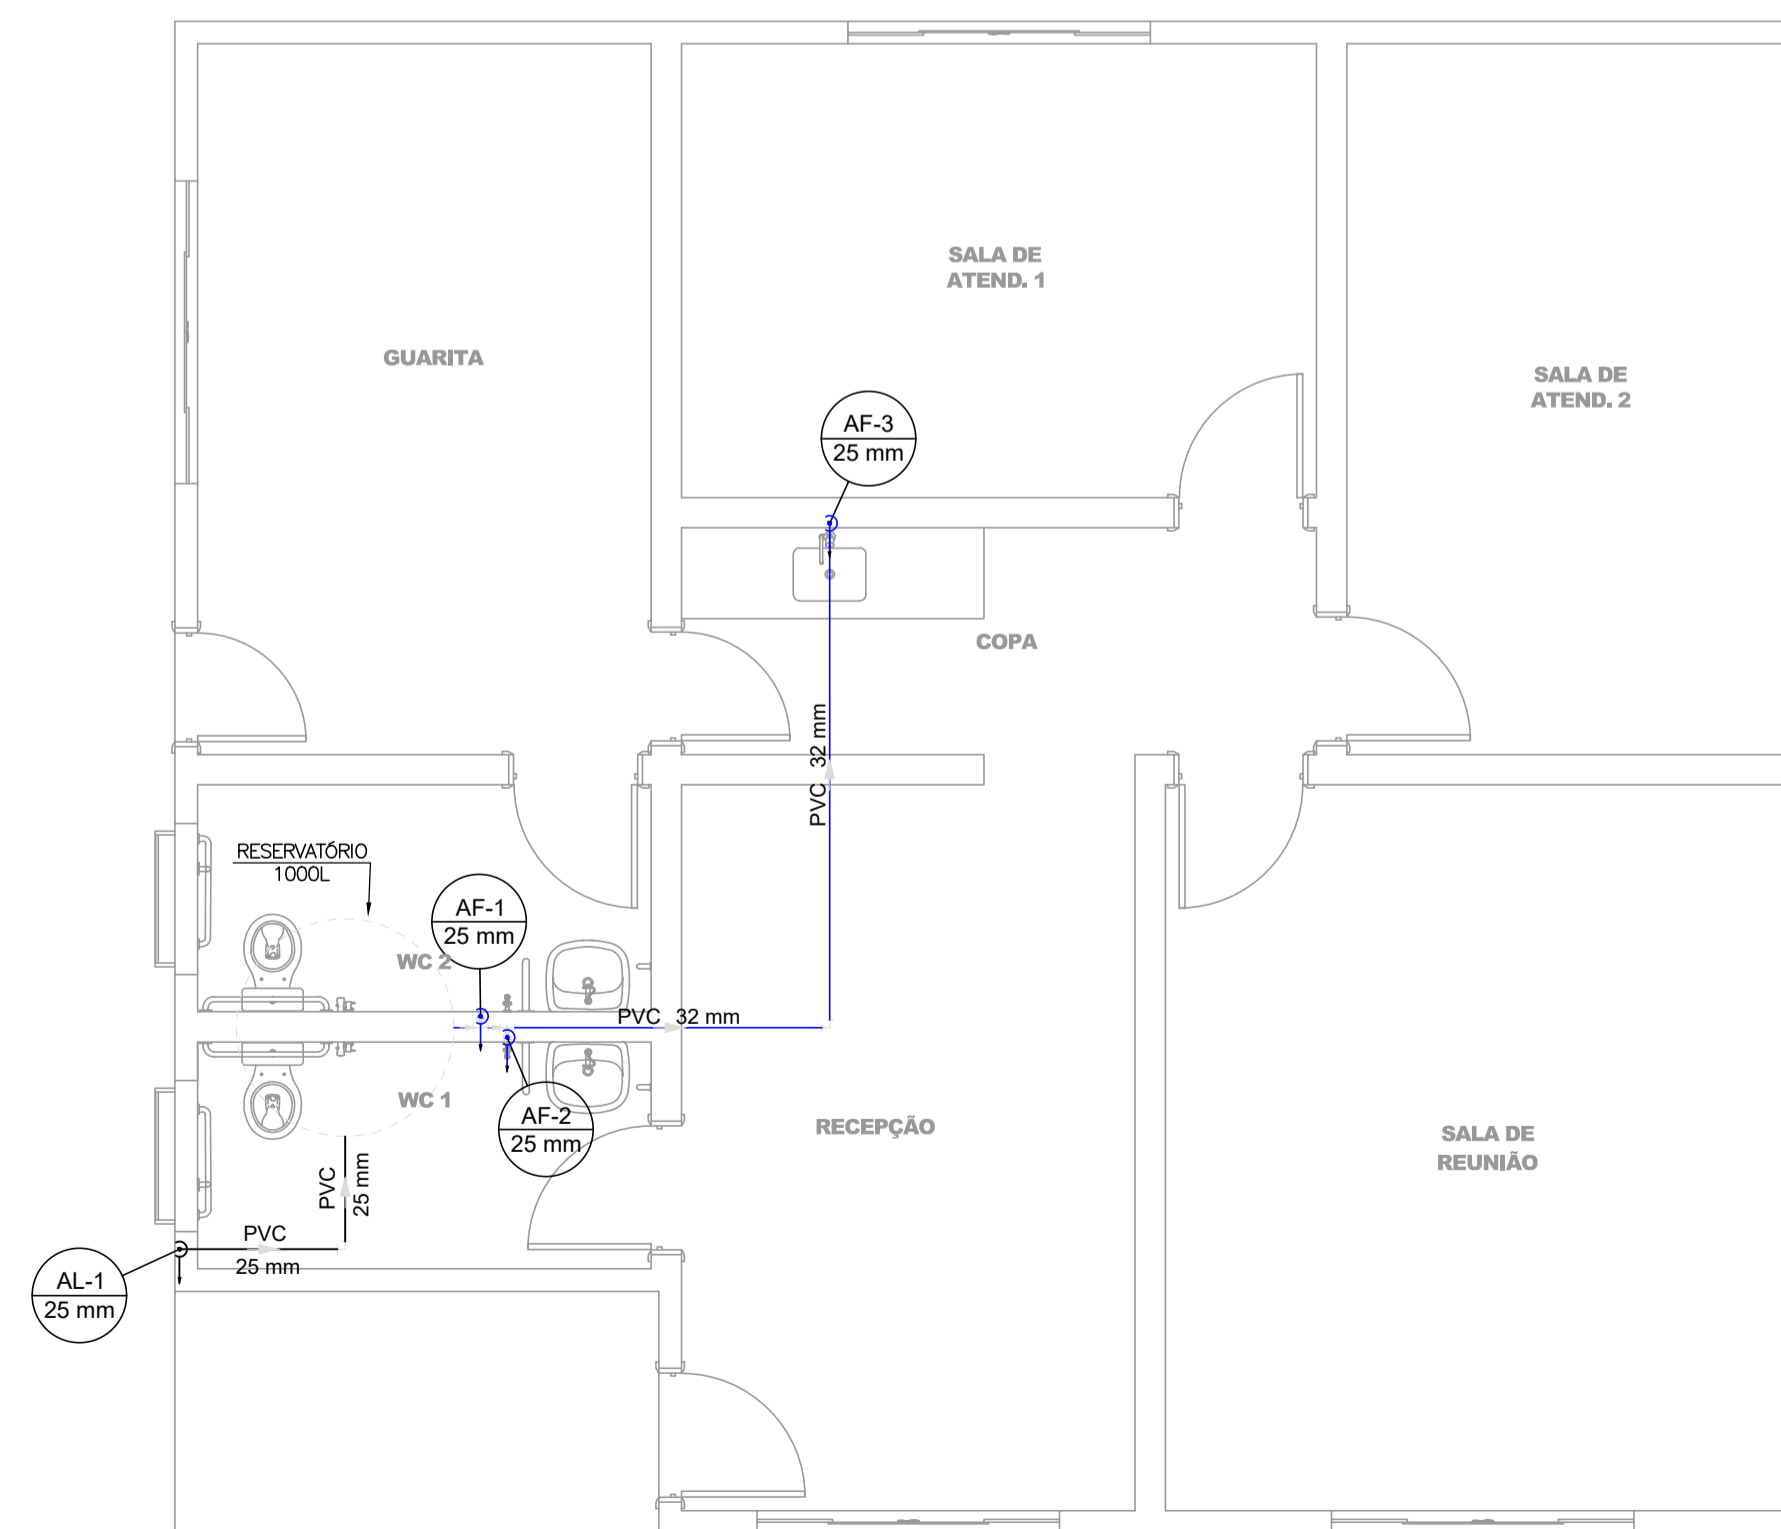 SALA DE
ATEND. 1
GUARITA
SALA DE
ATEND. 2
AF-3
25 mm
COPA
PVC 32 mm
RESERVATÓRIO
1000L
AF-1
25 mm
WC 2
PVC 32 mm
WC 1
AF-2
25 mm
RECEPÇÃO
SALA DE
REUNIÃO
PVC
25 mm
PVC
25 mm
AL-1
25 mm